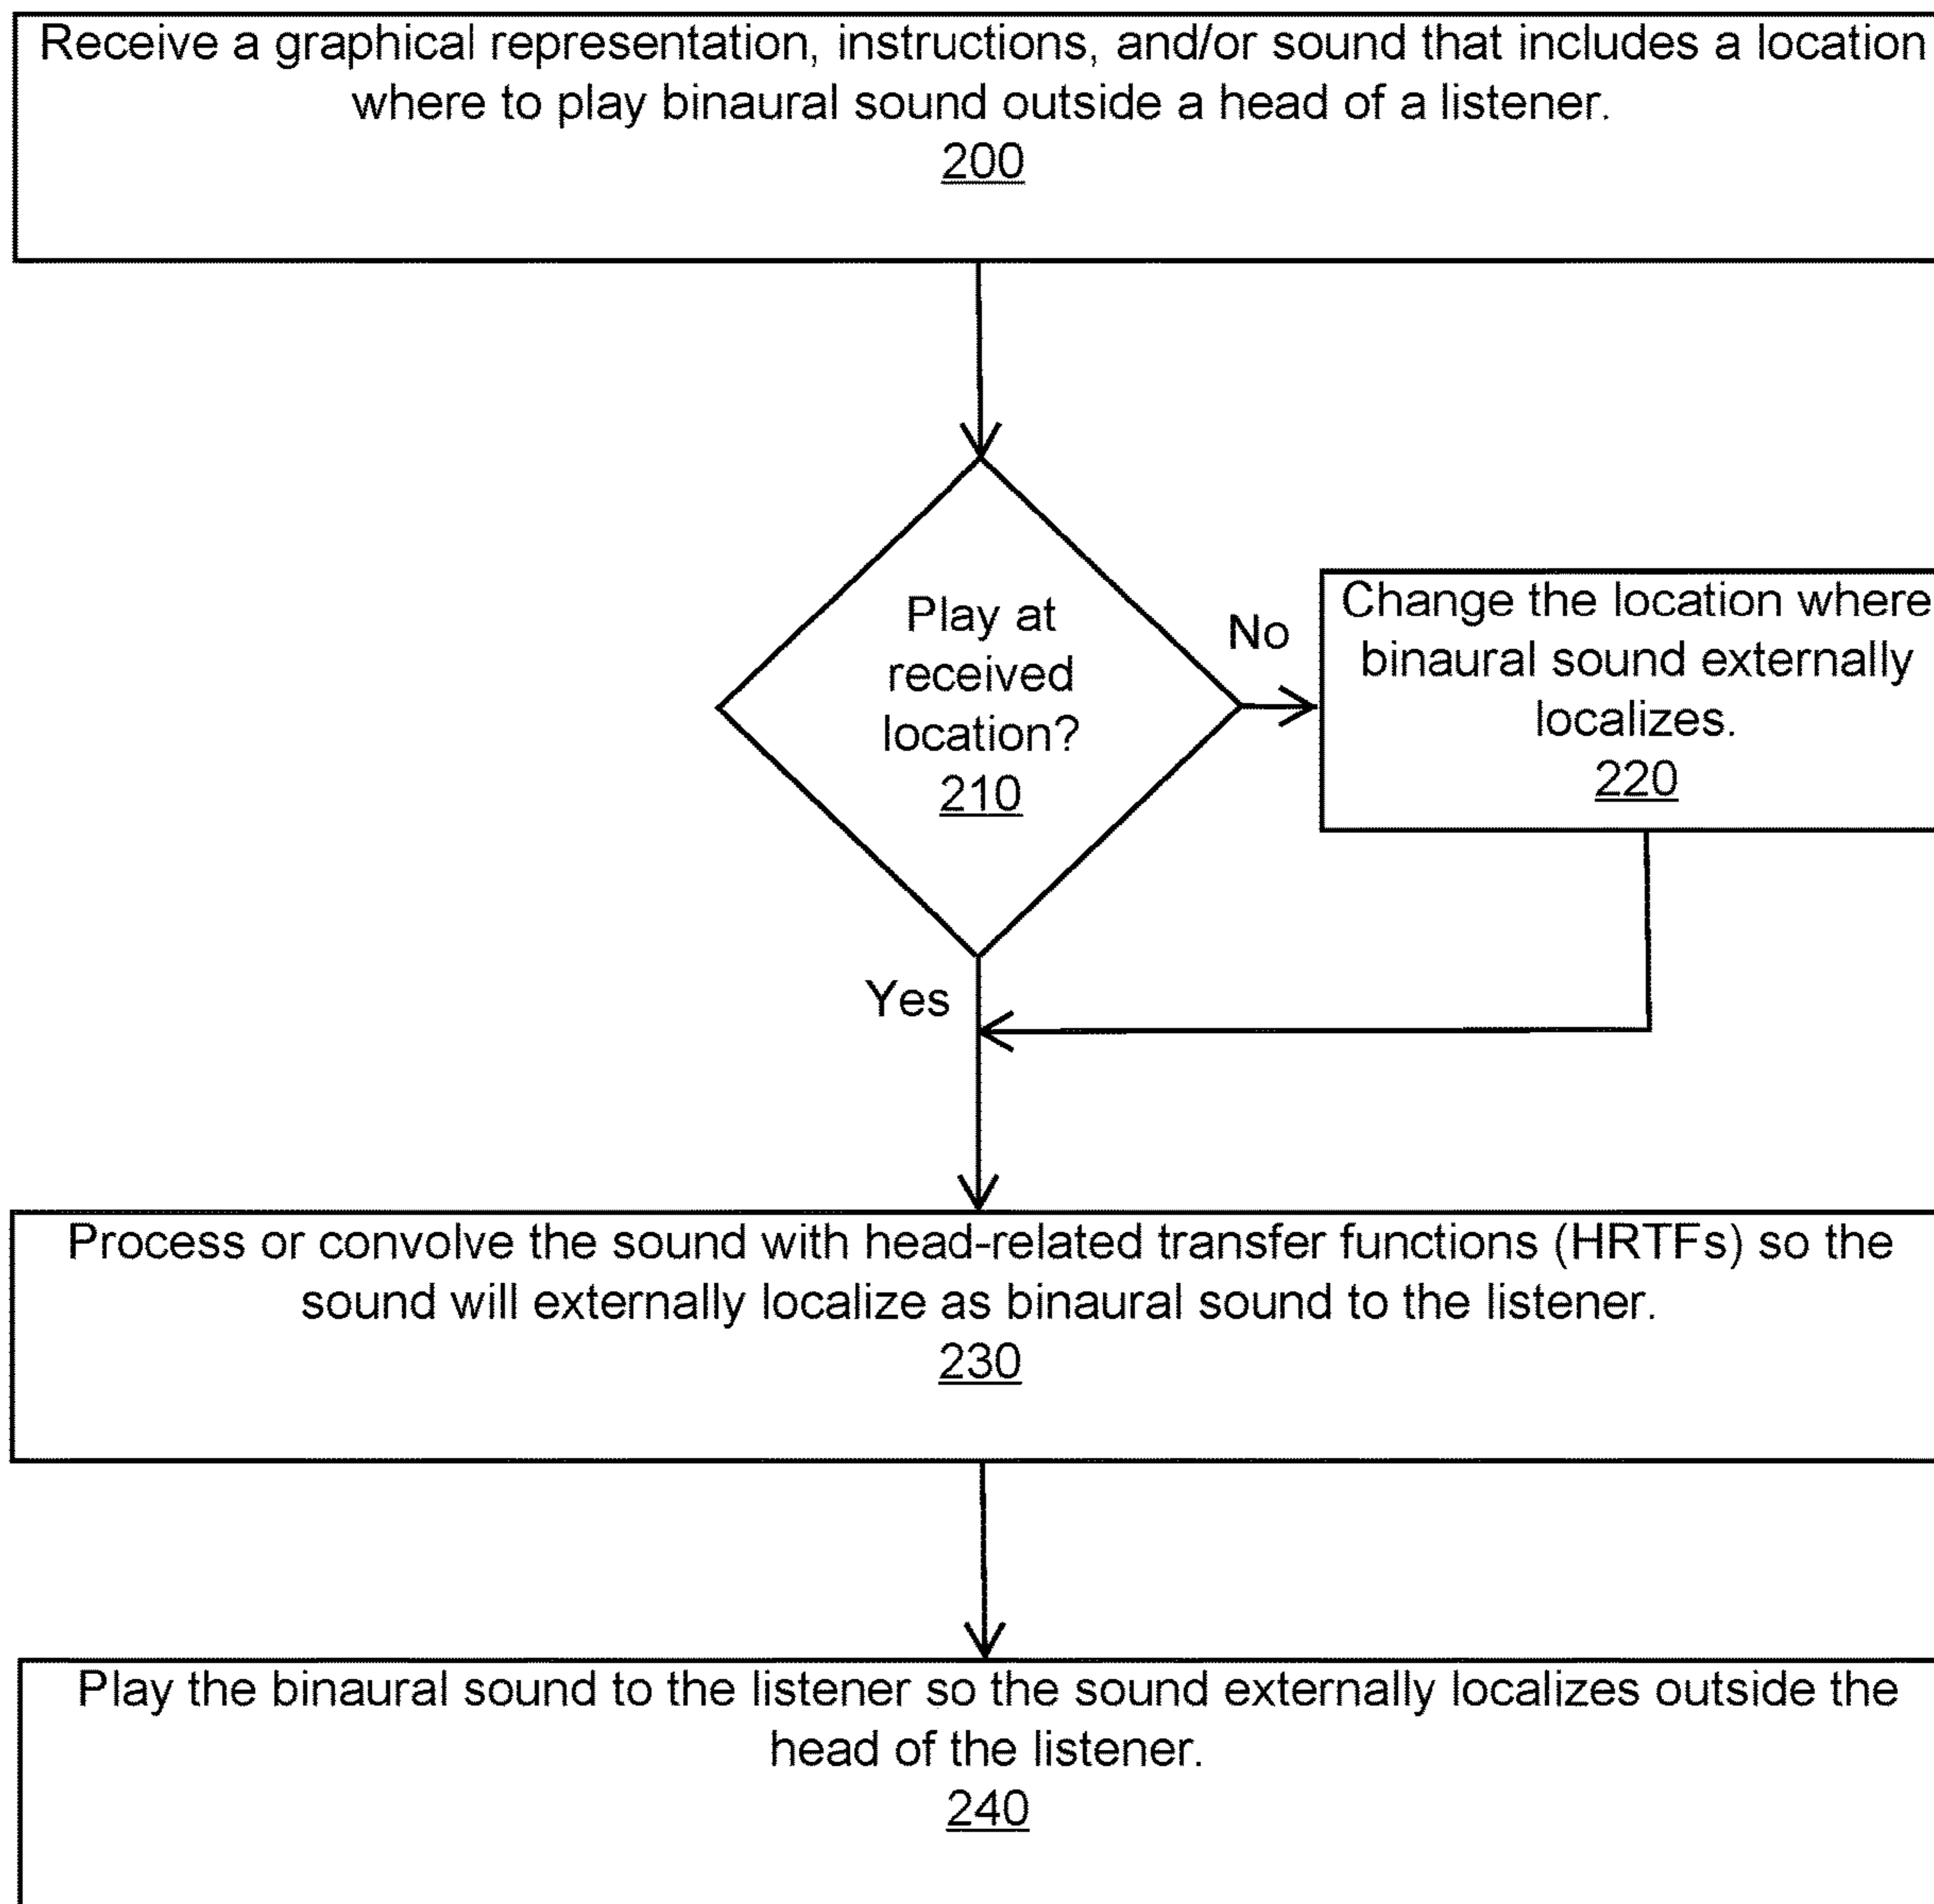 Receive a graphical representation, instructions, and/or sound that includes a location
where to play binaural sound outside a head of a listener.
200
Play at
received
location?
210
No
Change the location where
binaural sound externally
localizes.
220
Yes
Process or convolve the sound with head-related transfer functions (HRTFs) so the
sound will externally localize as binaural sound to the listener.
230
Play the binaural sound to the listener so the sound externally localizes outside the
head of the listener.
240